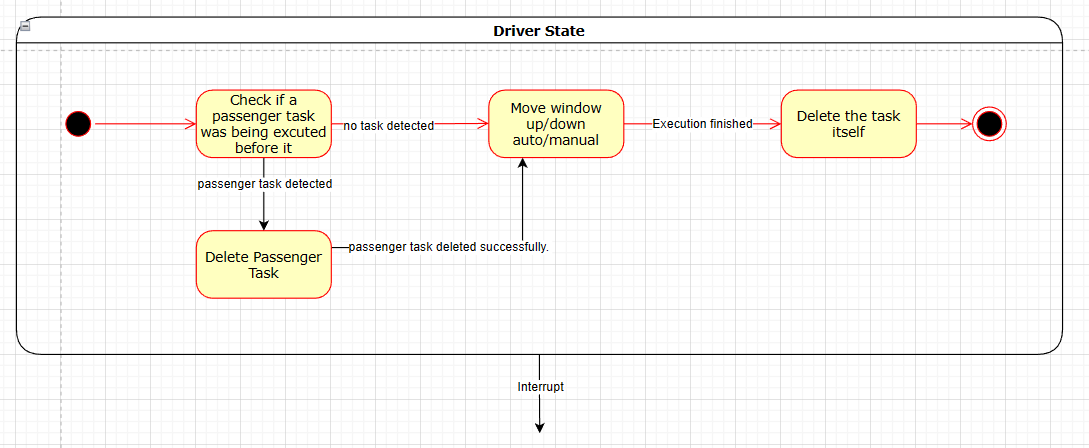 Driver State
Check if a
passenger task
was being excuted
before it
no task detected
Move window
up/down
auto/manual
Execution finished
Delete the task
itself
passenger task detected
Delete Passenger
Task
passenger task deleted successfully.
Interrupt